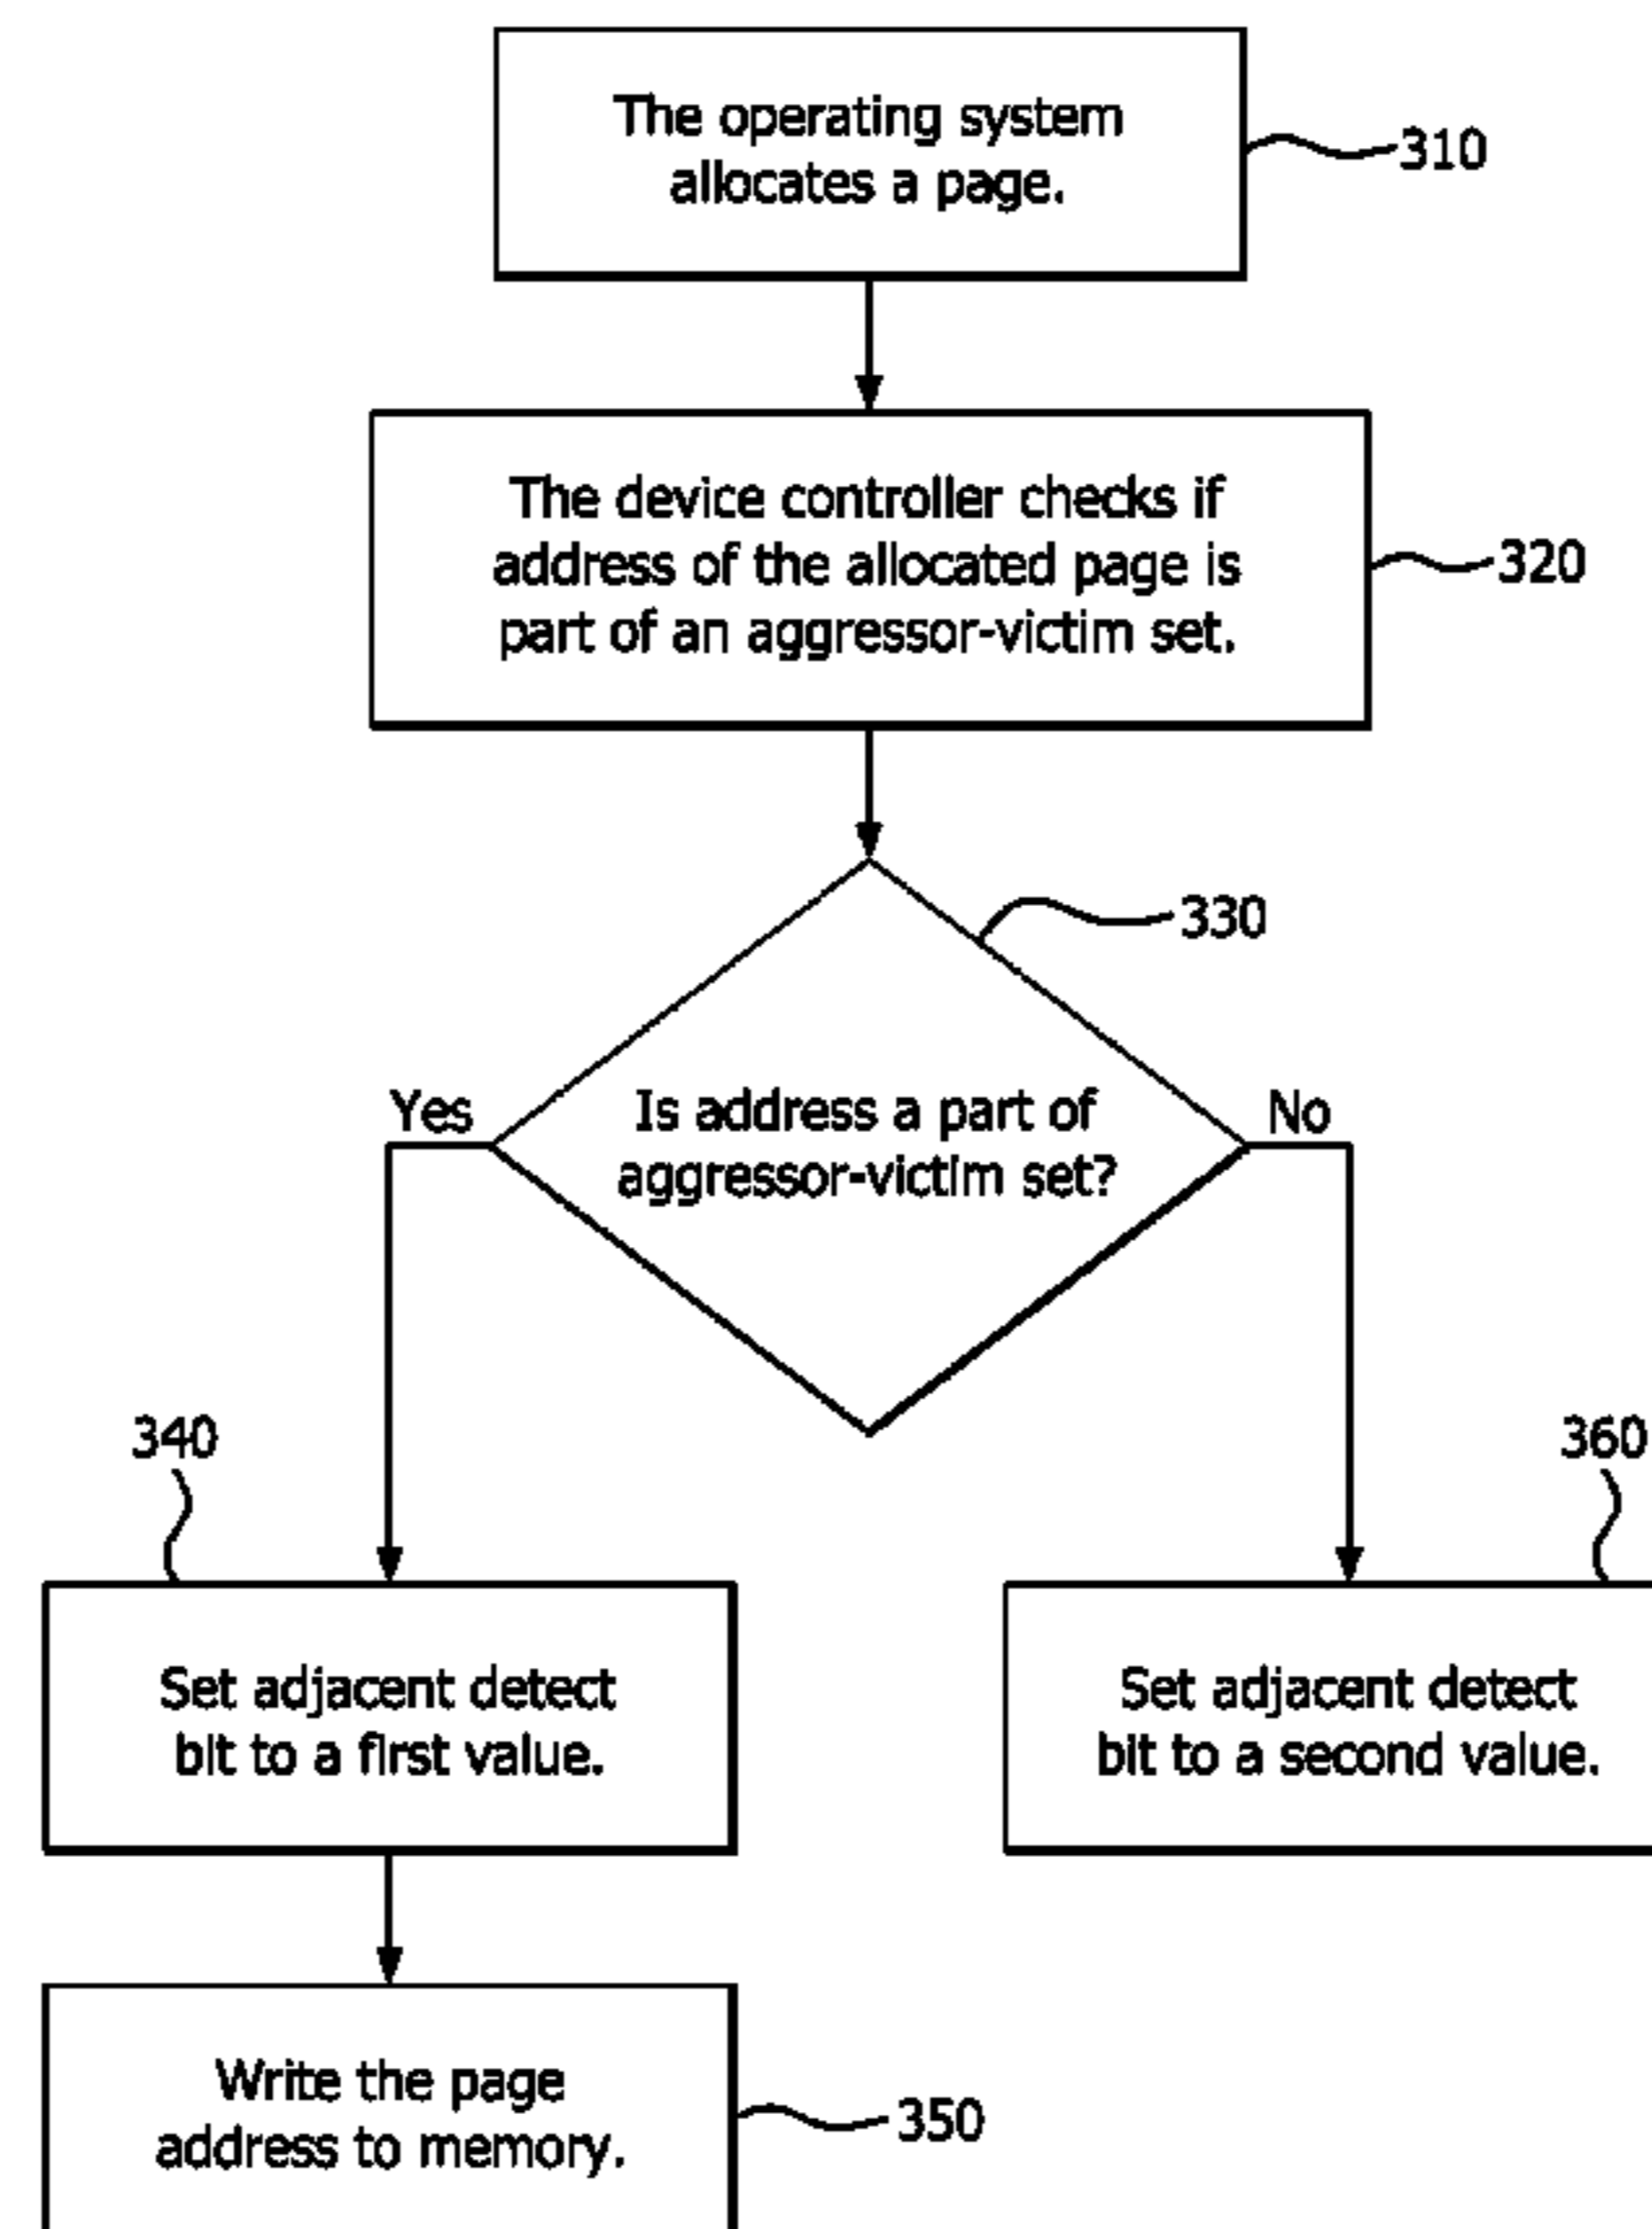 The operating system
allocates a page.
310
The device controller checks if
address of the allocated page is
part of an aggressor-victim set.
320
330
Yes
Is address a part of
aggressor-victim set?
No
340
360
Set adjacent detect
bit to a first value.
Set adjacent detect
bit to a second value.
Write the page
address to memory.
350